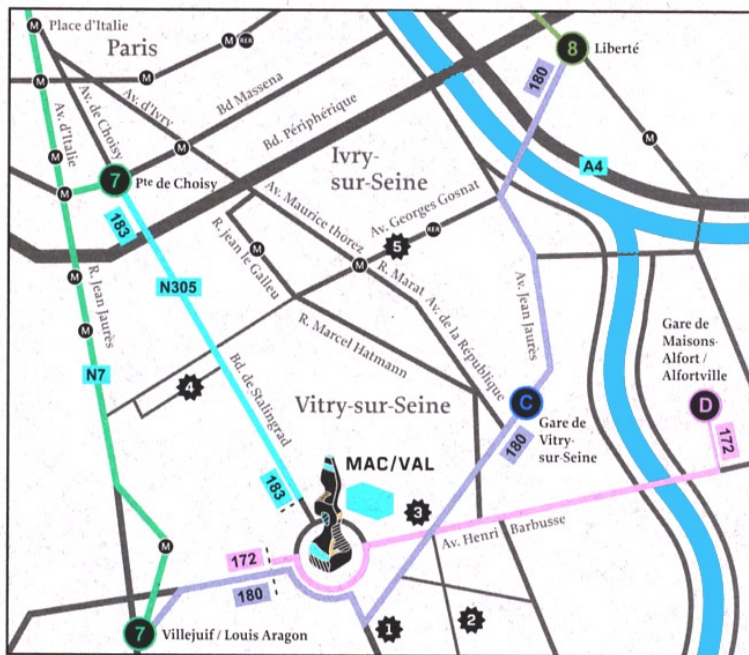 M Place d'Italie
Paris
M RER
8 Liberté
M
M
180
Av. d'Italie
Av. de Choisy
Av. d'Ivry
Bd Massena
Bd. Périphérique
M
M
M
A4
7 Pte de Choisy
Ivry-
sur-Seine
M
183
Av. Maurice thorez
Av. Georges Gosnat
RER
5
R. jean le Galleu
M
M
M
R. Jean Jaurès
N305
R. Marat
Av. de la République
Av. Jean Jaurès
Gare de
Maisons-
Alfort /
Alfortville
M
R. Marcel Hatmann
N7
Bd. de Stalingrad
4
Vitry-sur-Seine
C
D
Gare de
Vitry-
sur-Seine
180
172
MAC/VAL
183
3
M
Av. Henri Barbusse
172
180
7 Villejuif / Louis Aragon
1
2